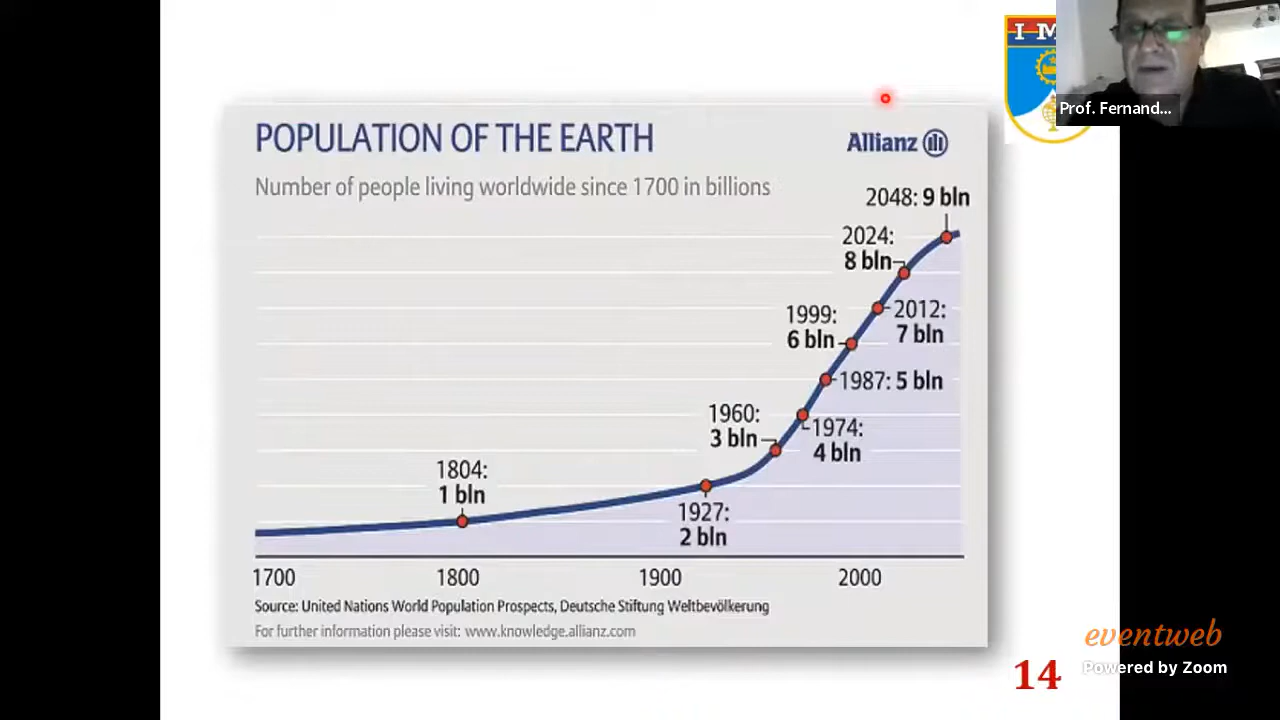 I M
Prof. Fernand...
POPULATION OF THE EARTH
Allianz
Number of people living worldwide since 1700 in billions
2048: 9 bln
2024:
8 bln
1999:
6 bln
2012:
7 bln
1987: 5 bln
1960:
3 bln
1974:
4 bln
1804:
1 bln
1927:
2 bln
1700 1800 1900 2000
Source: United Nations World Population Prospects, Deutsche Stiftung Weltbevölkerung
For further information please visit: www.knowledge.allianz.com
eventweb
Powered by Zoom
14